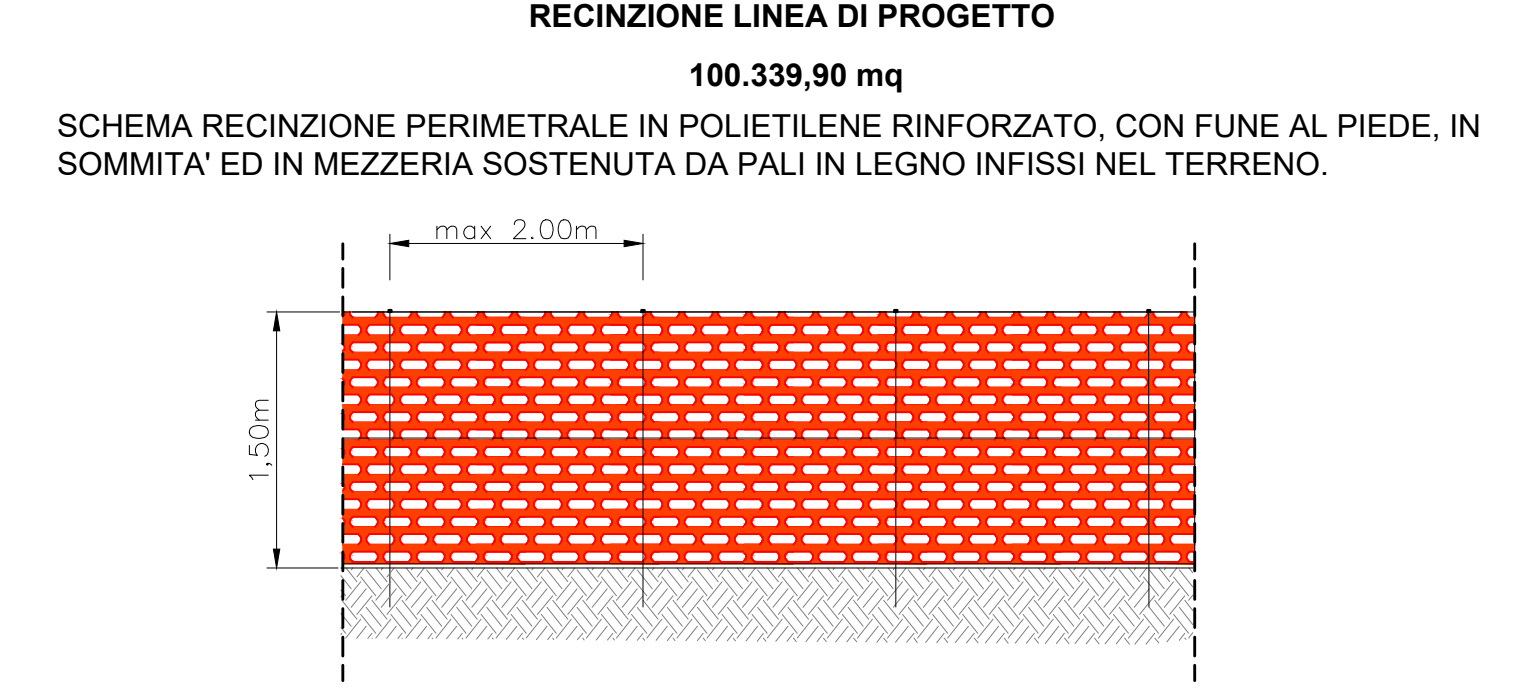 RECINZIONE LINEA DI PROGETTO
100.339,90 mq
SCHEMA RECINZIONE PERIMETRALE IN POLIETILENE RINFORZATO, CON FUNE AL PIEDE, IN
SOMMITA' ED IN MEZZERIA SOSTENUTA DA PALI IN LEGNO INFISSI NEL TERRENO.
max 2.00m
1,50m